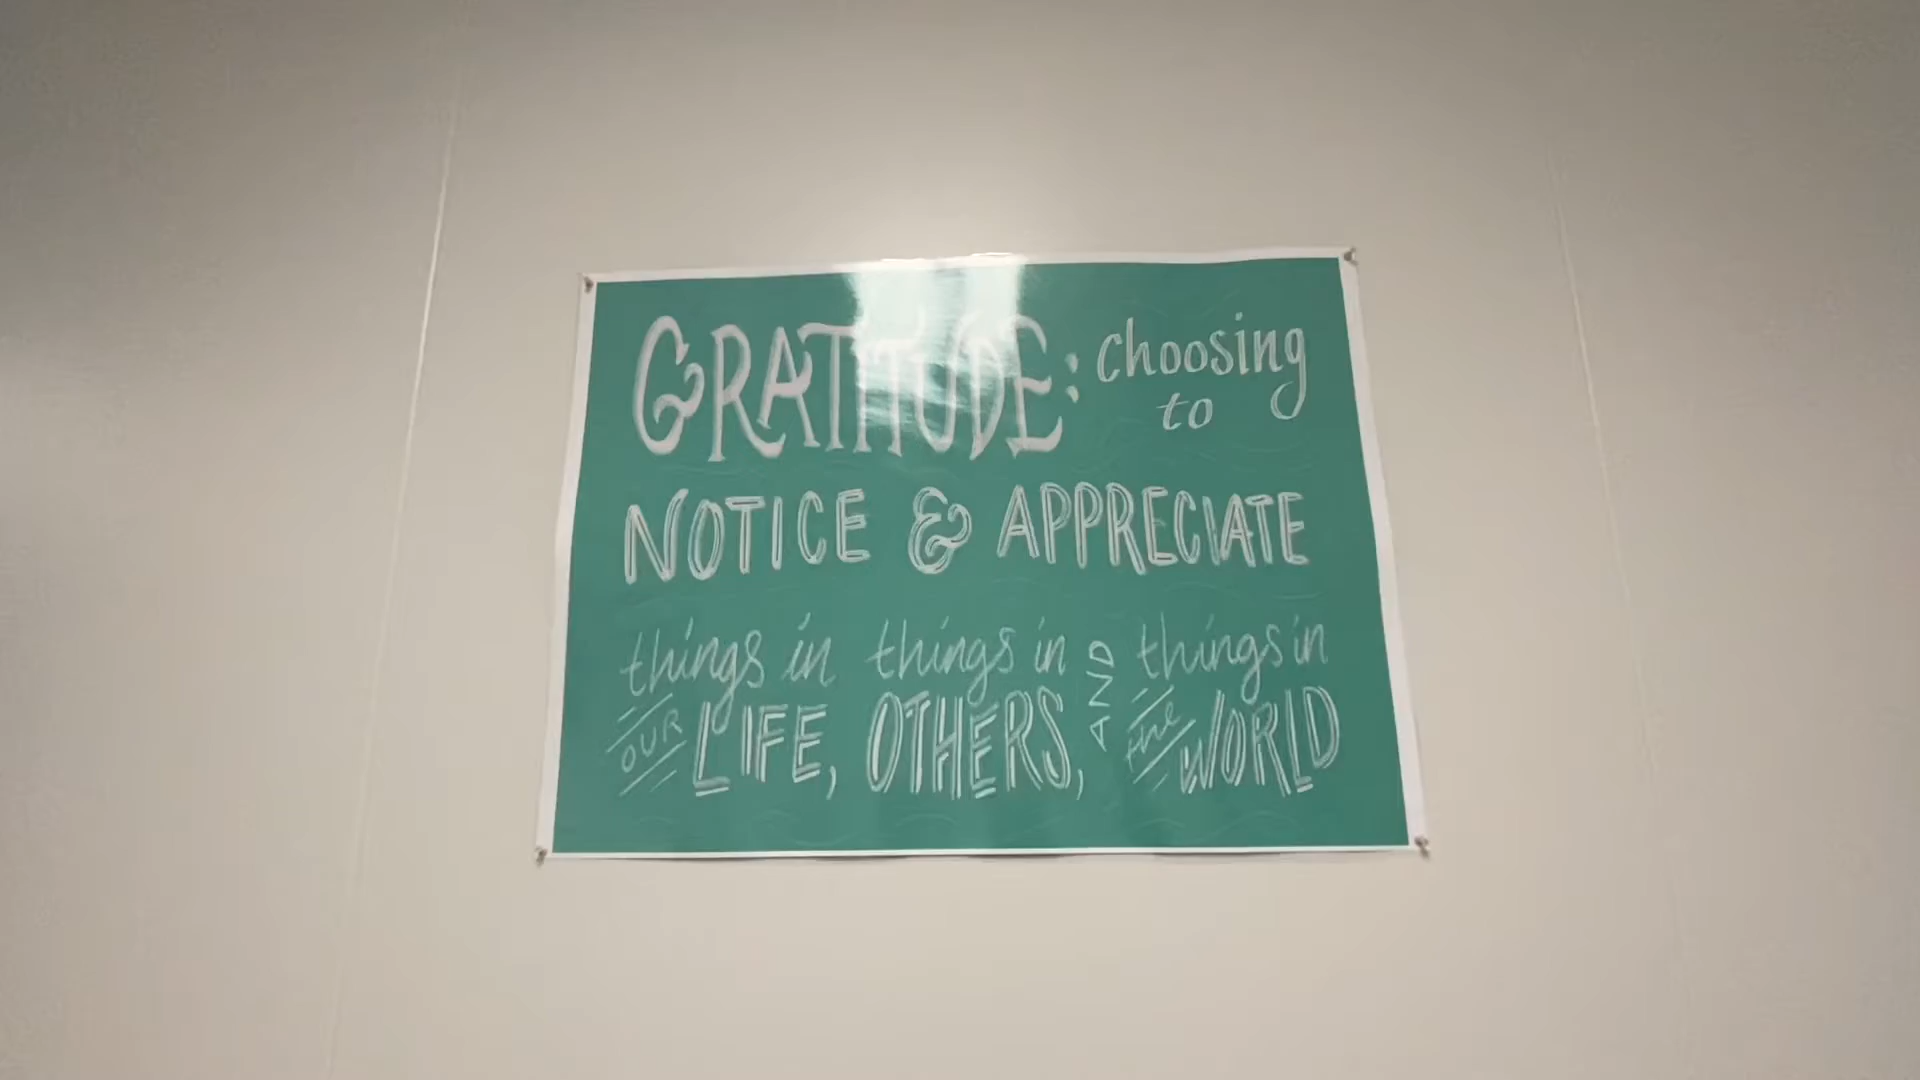 GRATITUDE: choosing
to
NOTICE & APPRECIATE
things in things in AND things in
OUR LIFE, OTHERS, the WORLD